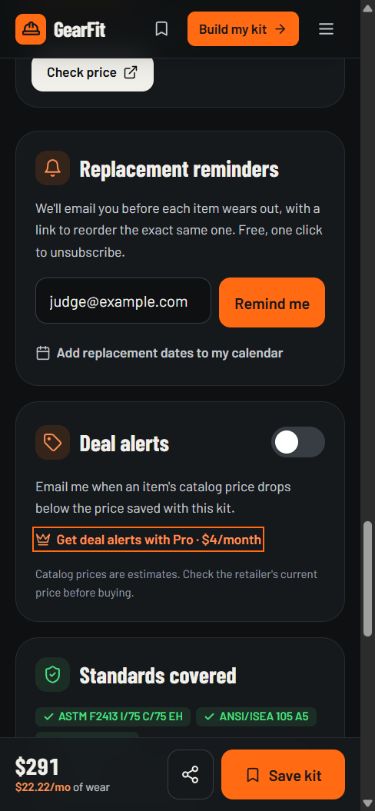 GearFit
Build my kit →
Check price
Replacement reminders
We'll email you before each item wears out, with a
link to reorder the exact same one. Free, one click
to unsubscribe.
judge@example.com
Remind me
Add replacement dates to my calendar
Deal alerts
Email me when an item's catalog price drops
below the price saved with this kit.
Get deal alerts with Pro · $4/month
Catalog prices are estimates. Check the retailer's current
price before buying.
Standards covered
ASTM F2413 I/75 C/75 EH
ANSI/ISEA 105 A5
$291
$22.22/mo of wear
Save kit